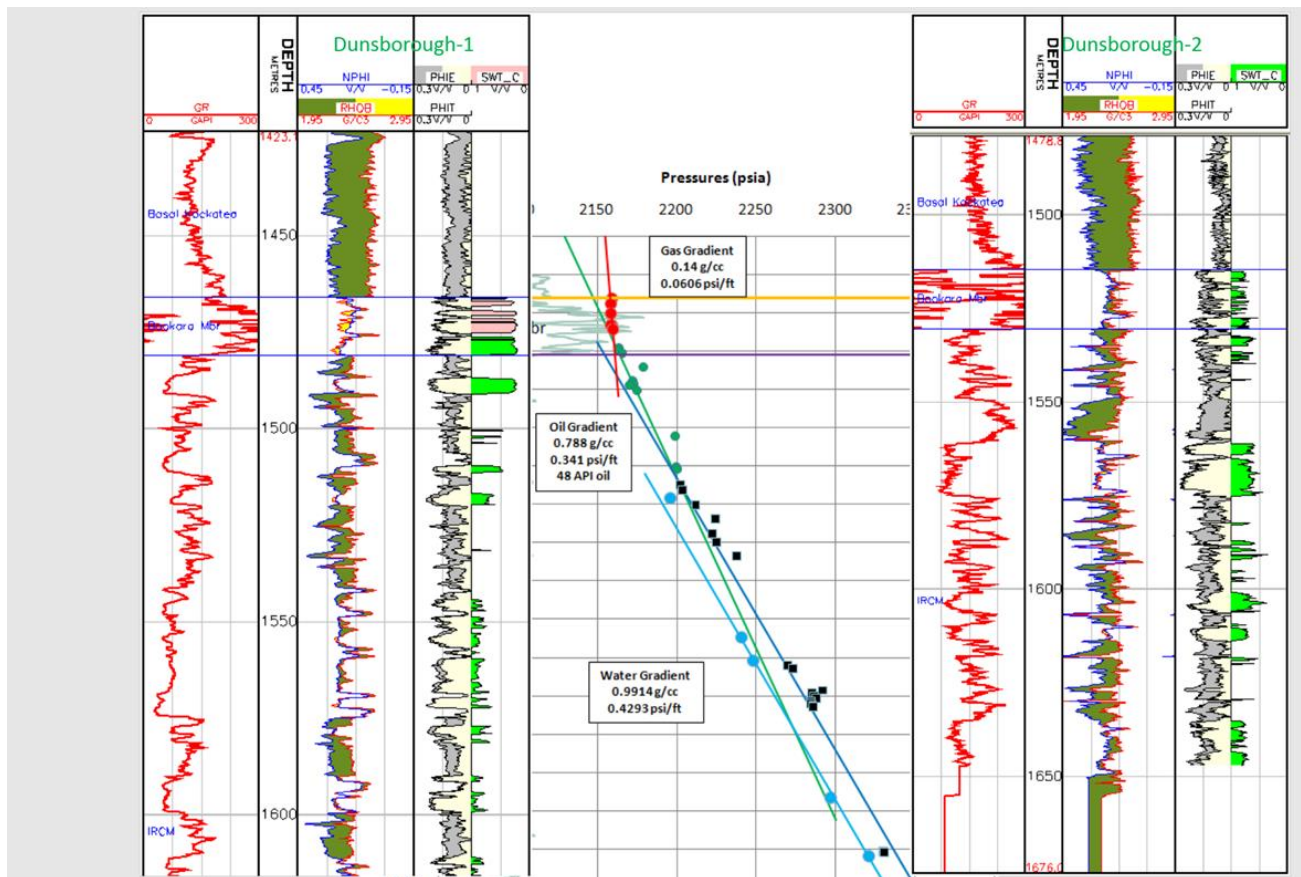 Dunsborough-1
GR
0 GAPI 300
DEPTH
METRES
NPHI
0.45 V/V -0.15
RHOB
1.95 G/C3 2.95
PHIE
0.3 V/V 0
PHIT
0.3 V/V 0
SWT_C
1 V/V 0
1423.
1450
1500
1550
1600
Basal Kockatea
Bookara Mbr
IRCM
Pressures (psia)
2150 2200 2250 2300
br
Gas Gradient
0.14 g/cc
0.0606 psi/ft
Oil Gradient
0.788 g/cc
0.341 psi/ft
48 API oil
Water Gradient
0.9914 g/cc
0.4293 psi/ft
Dunsborough-2
GR
0 GAPI 300
DEPTH
METRES
NPHI
0.45 V/V -0.15
RHOB
1.95 G/C3 2.95
PHIE
0.3 V/V 0
PHIT
0.3 V/V 0
SWT_C
1 V/V 0
1478.8
1500
1550
1600
1650
1676.0
Basal Kockatea
Bookara Mbr
IRCM